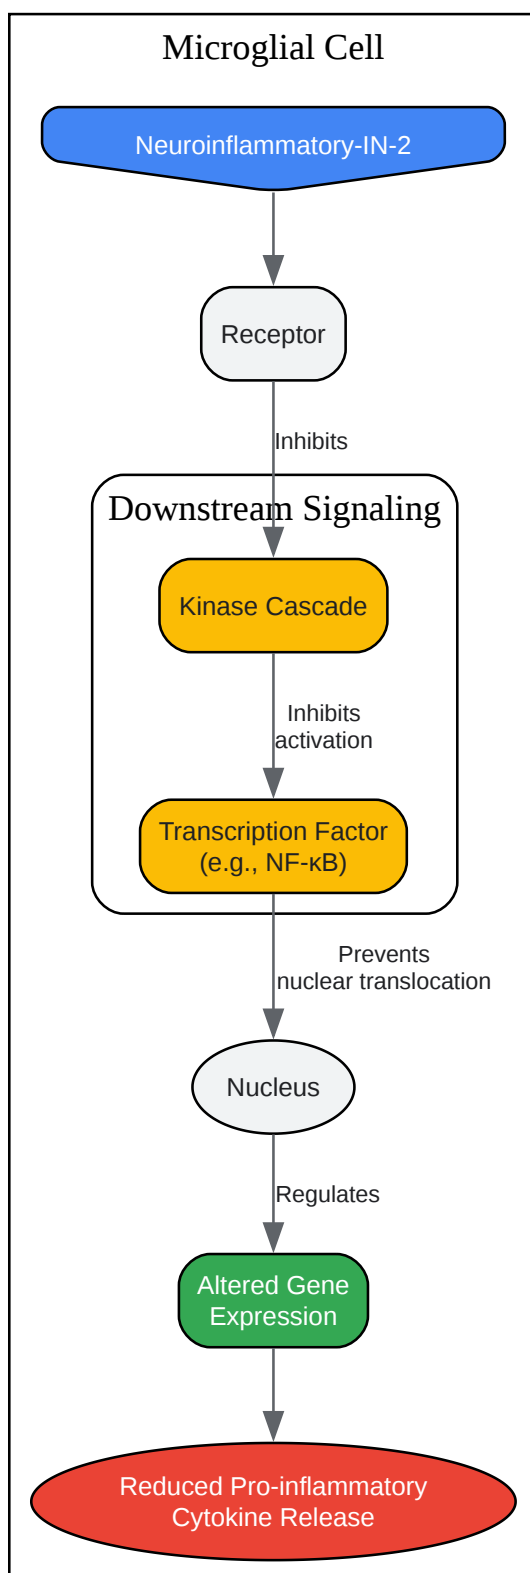 Microglial Cell
Neuroinflammatory-IN-2
Receptor
Inhibits
Downstream Signaling
Kinase Cascade
Inhibits
activation
Transcription Factor
(e.g., NF-κB)
Prevents
nuclear translocation
Nucleus
Regulates
Altered Gene
Expression
Reduced Pro-inflammatory
Cytokine Release